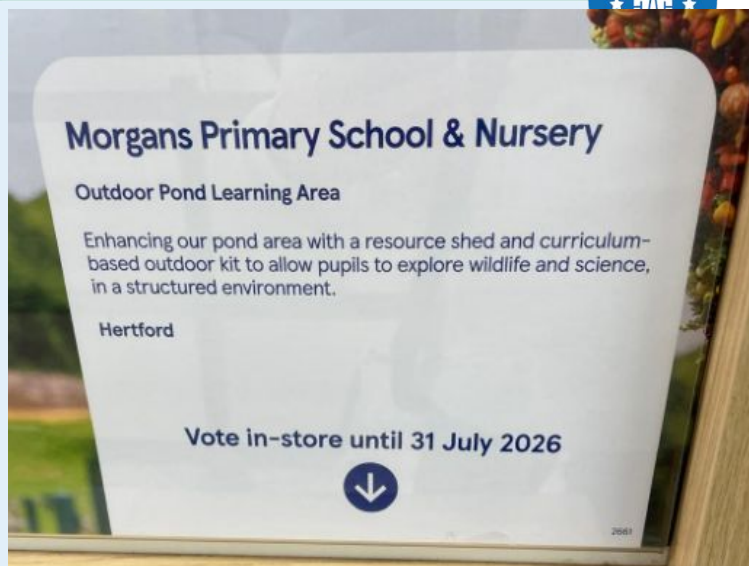 Morgans Primary School & Nursery
Outdoor Pond Learning Area
Enhancing our pond area with a resource shed and curriculum-
based outdoor kit to allow pupils to explore wildlife and science,
in a structured environment.
Hertford
Vote in-store until 31 July 2026
2661